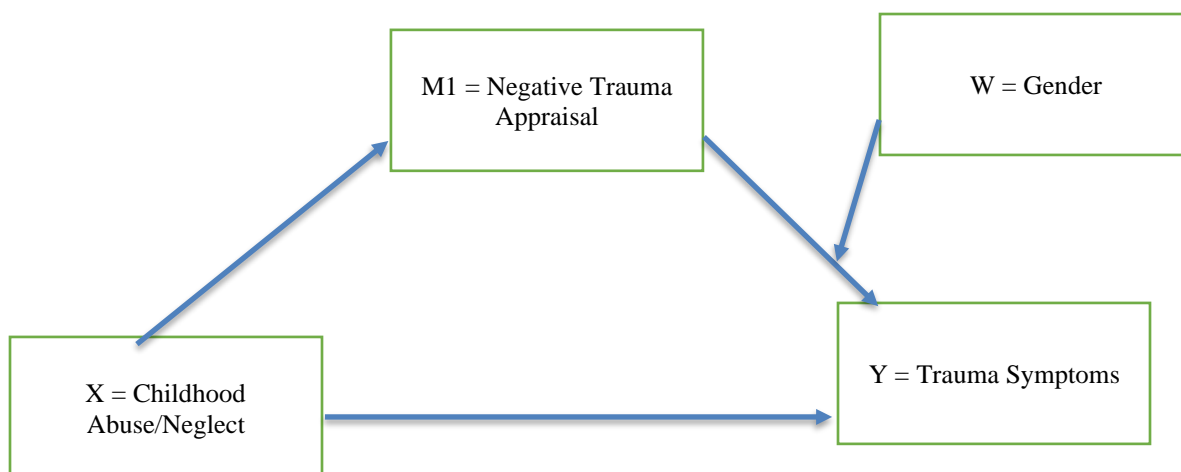 M1 = Negative Trauma
Appraisal
W = Gender
X = Childhood
Abuse/Neglect
Y = Trauma Symptoms